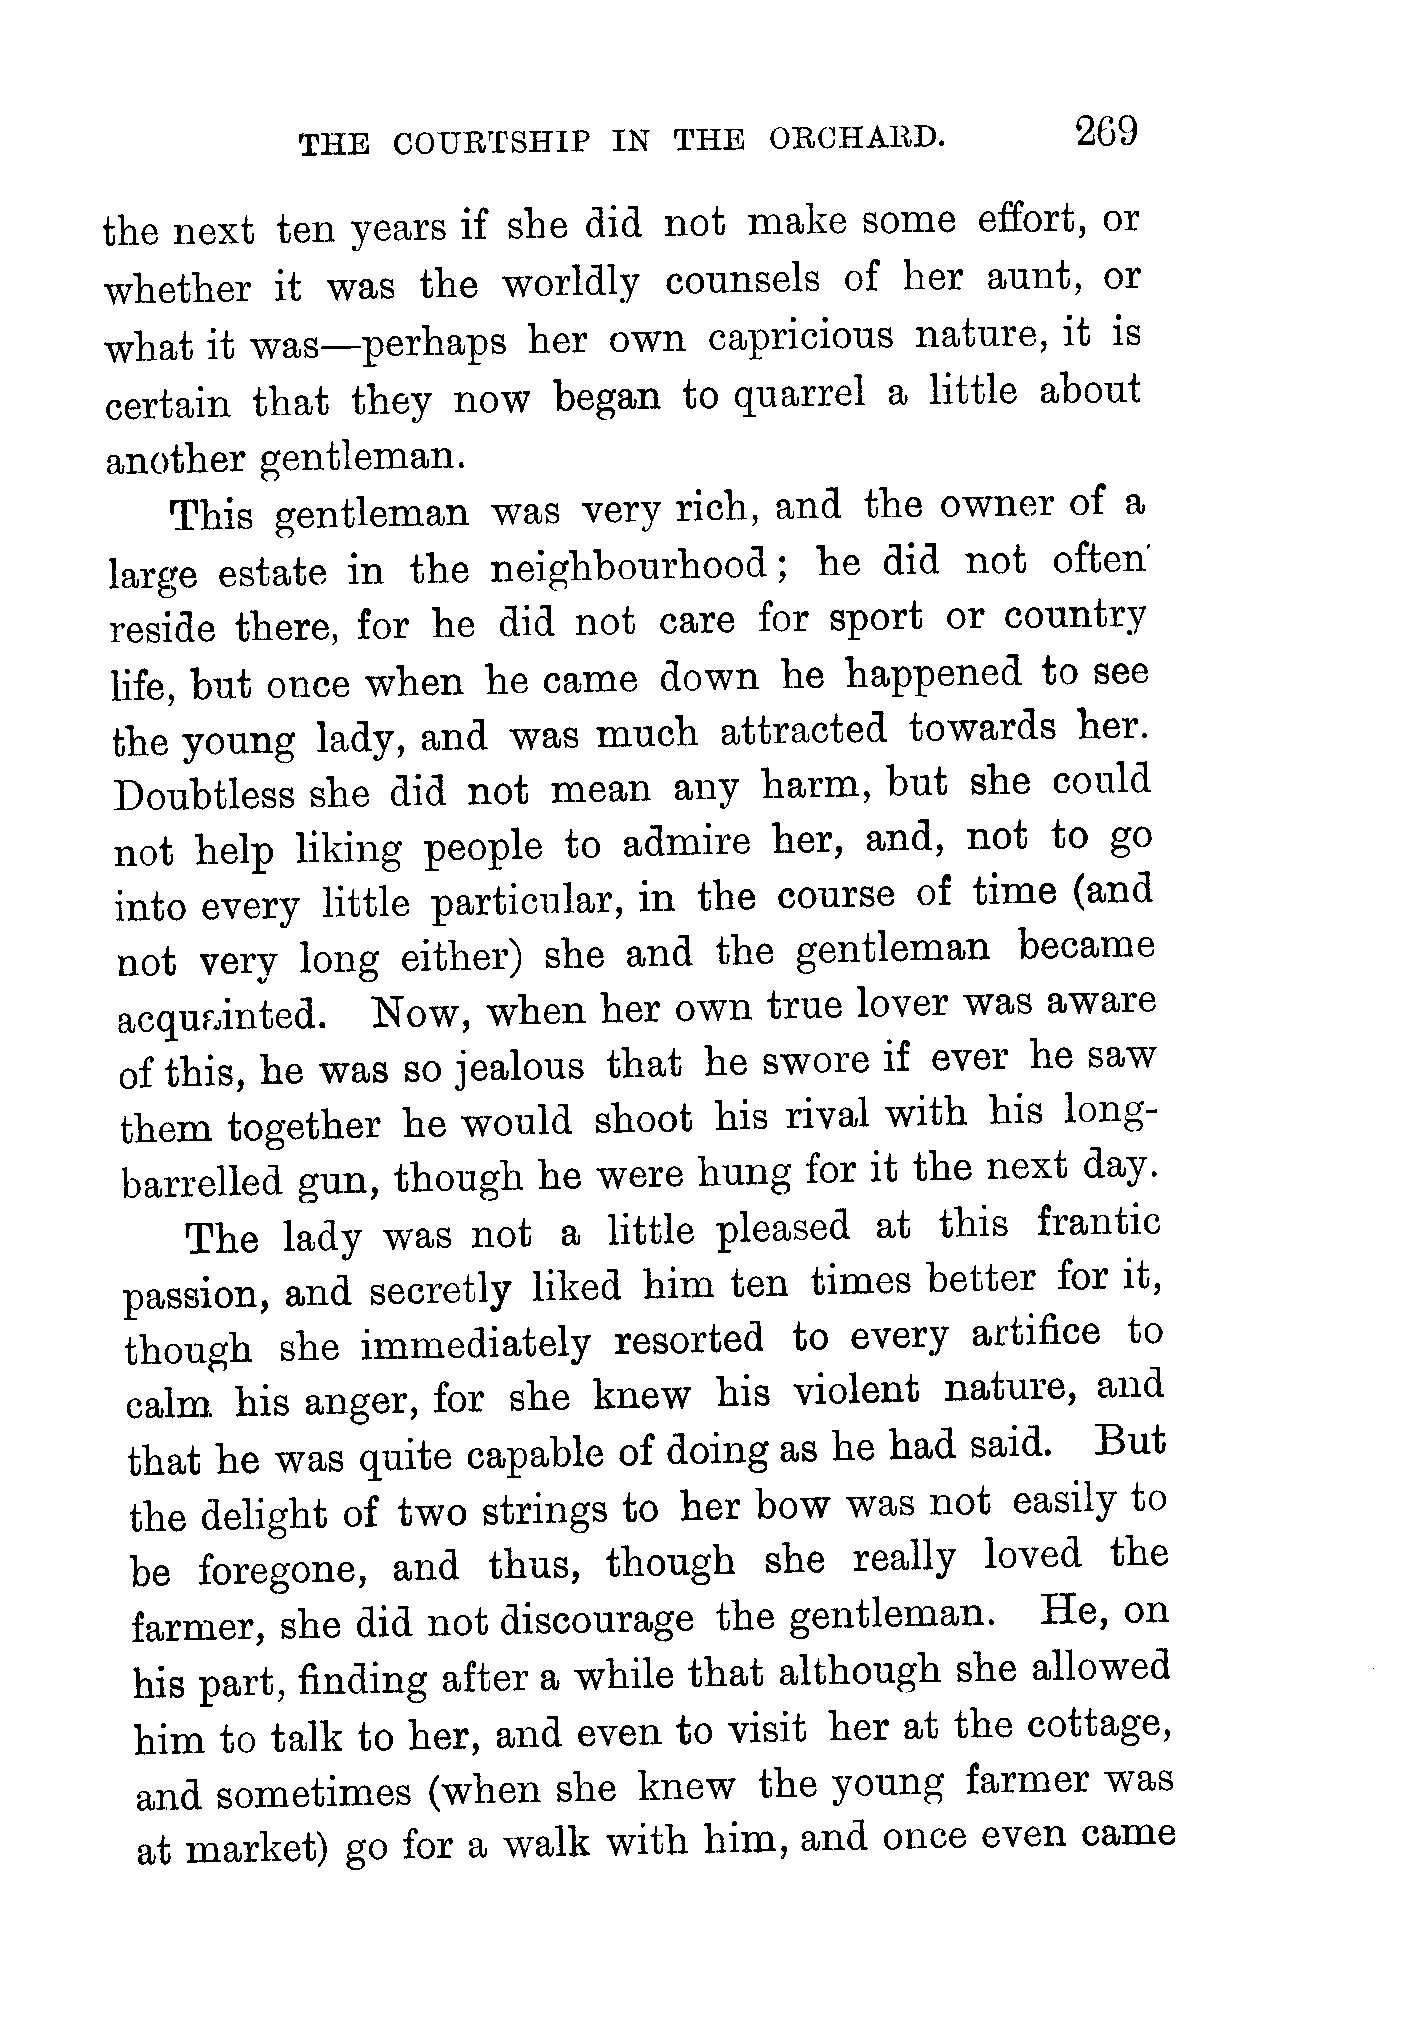 THE COURTSHIP IN THE ORCHARD. 269
the next ten years if she did not make some effort, or
whether it was the worldly counsels of her aunt, or
what it was—perhaps her own capricious nature, it is
certain that they now began to quarrel a little about
another gentleman.
This gentleman was very rich, and the owner of a
large estate in the neighbourhood; he did not often
reside there, for he did not care for sport or country
life, but once when he came down he happened to see
the young lady, and was much attracted towards her.
Doubtless she did not mean any harm, but she could
not help liking people to admire her, and, not to go
into every little particular, in the course of time (and
not very long either) she and the gentleman became
acquainted. Now, when her own true lover was aware
of this, he was so jealous that he swore if ever he saw
them together he would shoot his rival with his long-
barrelled gun, though he were hung for it the next day.
The lady was not a little pleased at this frantic
passion, and secretly liked him ten times better for it,
though she immediately resorted to every artifice to
calm his anger, for she knew his violent nature, and
that he was quite capable of doing as he had said. But
the delight of two strings to her bow was not easily to
be foregone, and thus, though she really loved the
farmer, she did not discourage the gentleman. He, on
his part, finding after a while that although she allowed
him to talk to her, and even to visit her at the cottage,
and sometimes (when she knew the young farmer was
at market) go for a walk with him, and once even came